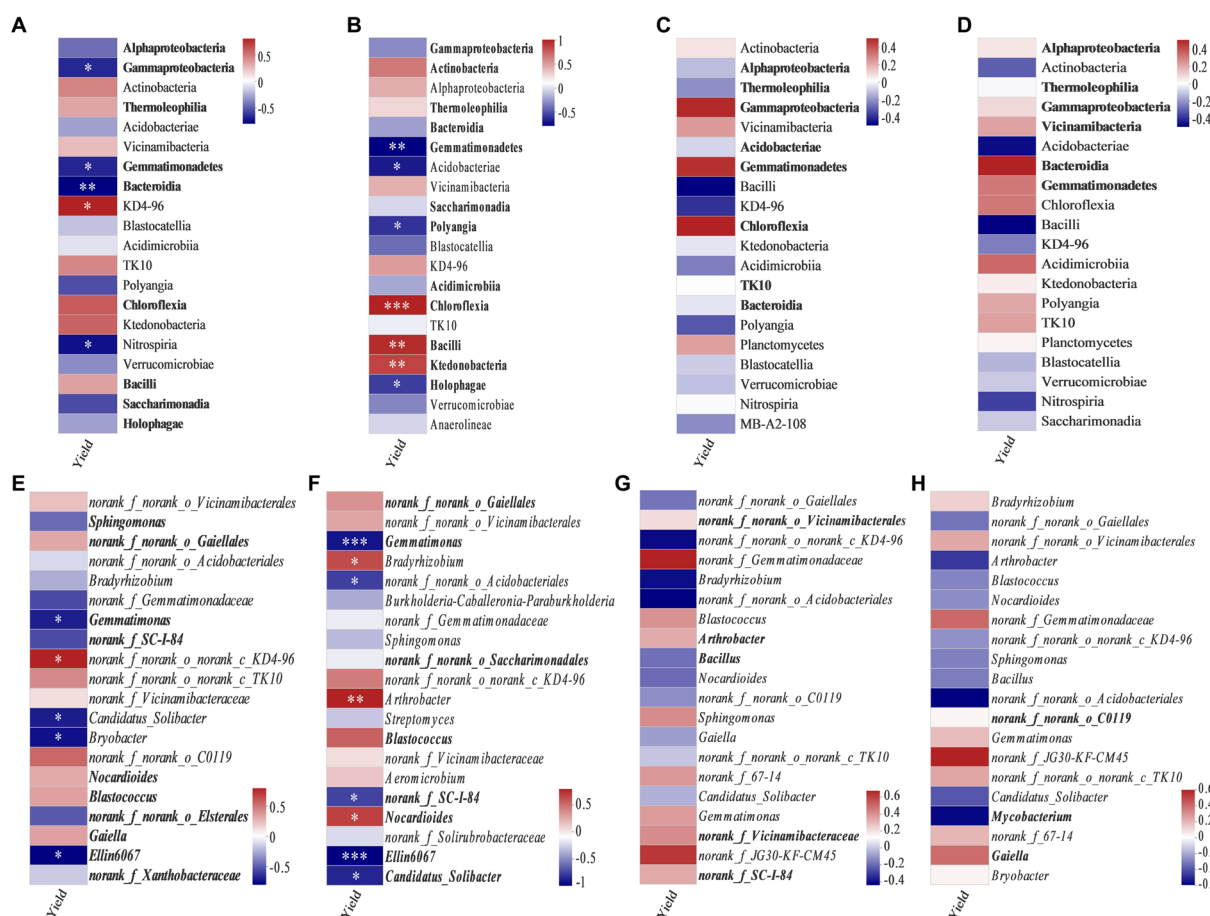 A
Alphaproteobacteria
* Gammaproteobacteria
Actinobacteria
Thermoleophilia
Acidobacteriae
Vicinamibacteria
* Gemmatimonadetes
** Bacteroidia
* KD4-96
Blastocatellia
Acidimicrobiia
TK10
Polyangia
Chloroflexia
Ktedonobacteria
* Nitrospiria
Verrucomicrobiae
Bacilli
Saccharimonadia
Holophagae
Yield
0.5
0
-0.5
B
Gammaproteobacteria
Actinobacteria
Alphaproteobacteria
Thermoleophilia
Bacteroidia
** Gemmatimonadetes
* Acidobacteriae
Vicinamibacteria
Saccharimonadia
* Polyangia
Blastocatellia
KD4-96
Acidimicrobiia
*** Chloroflexia
TK10
** Bacilli
** Ktedonobacteria
* Holophagae
Verrucomicrobiae
Anaerolineae
Yield
1
0.5
0
-0.5
C
Actinobacteria
Alphaproteobacteria
Thermoleophilia
Gammaproteobacteria
Vicinamibacteria
Acidobacteriae
Gemmatimonadetes
Bacilli
KD4-96
Chloroflexia
Ktedonobacteria
Acidimicrobiia
TK10
Bacteroidia
Polyangia
Planctomycetes
Blastocatellia
Verrucomicrobiae
Nitrospiria
MB-A2-108
Yield
0.4
0.2
0
-0.2
-0.4
D
Alphaproteobacteria
Actinobacteria
Thermoleophilia
Gammaproteobacteria
Vicinamibacteria
Acidobacteriae
Bacteroidia
Gemmatimonadetes
Chloroflexia
Bacilli
KD4-96
Acidimicrobiia
Ktedonobacteria
Polyangia
TK10
Planctomycetes
Blastocatellia
Verrucomicrobiae
Nitrospiria
Saccharimonadia
Yield
0.4
0.2
0
-0.2
-0.4
E
norank_f_norank_o_Vicinamibacterales
Sphingomonas
norank_f_norank_o_Gaiellales
norank_f_norank_o_Acidobacteriales
Bradyrhizobium
norank_f_Gemmatimonadaceae
* Gemmatimonas
norank_f_SC-I-84
* norank_f_norank_o_norank_c_KD4-96
norank_f_norank_o_norank_c_TK10
norank_f_Vicinamibacteraceae
* Candidatus_Solibacter
* Bryobacter
norank_f_norank_o_C0119
Nocardioides
Blastococcus
norank_f_norank_o_Elsterales
Gaiella
* Ellin6067
norank_f_Xanthobacteraceae
Yield
0.5
0
-0.5
F
norank_f_norank_o_Gaiellales
norank_f_norank_o_Vicinamibacterales
*** Gemmatimonas
* Bradyrhizobium
* norank_f_norank_o_Acidobacteriales
Burkholderia-Caballeronia-Paraburkholderia
norank_f_Gemmatimonadaceae
Sphingomonas
norank_f_norank_o_Saccharimonadales
norank_f_norank_o_norank_c_KD4-96
** Arthrobacter
Streptomyces
Blastococcus
norank_f_Vicinamibacteraceae
Aeromicrobium
* norank_f_SC-I-84
* Nocardioides
norank_f_Solirubrobacteraceae
*** Ellin6067
* Candidatus_Solibacter
Yield
0.5
0
-0.5
-1
G
norank_f_norank_o_Gaiellales
norank_f_norank_o_Vicinamibacterales
norank_f_norank_o_norank_c_KD4-96
norank_f_Gemmatimonadaceae
Bradyrhizobium
norank_f_norank_o_Acidobacteriales
Blastococcus
Arthrobacter
Bacillus
Nocardioides
norank_f_norank_o_C0119
Sphingomonas
Gaiella
norank_f_norank_o_norank_c_TK10
norank_f_67-14
Candidatus_Solibacter
Gemmatimonas
norank_f_Vicinamibacteraceae
norank_f_JG30-KF-CM45
norank_f_SC-I-84
Yield
0.6
0.4
0.2
0
-0.2
-0.4
H
Bradyrhizobium
norank_f_norank_o_Gaiellales
norank_f_norank_o_Vicinamibacterales
Arthrobacter
Blastococcus
Nocardioides
norank_f_Gemmatimonadaceae
norank_f_norank_o_norank_c_KD4-96
Sphingomonas
Bacillus
norank_f_norank_o_Acidobacteriales
norank_f_norank_o_C0119
Gemmatimonas
norank_f_JG30-KF-CM45
norank_f_norank_o_norank_c_TK10
Candidatus_Solibacter
Mycobacterium
norank_f_67-14
Gaiella
Bryobacter
Yield
0.4
0.2
0